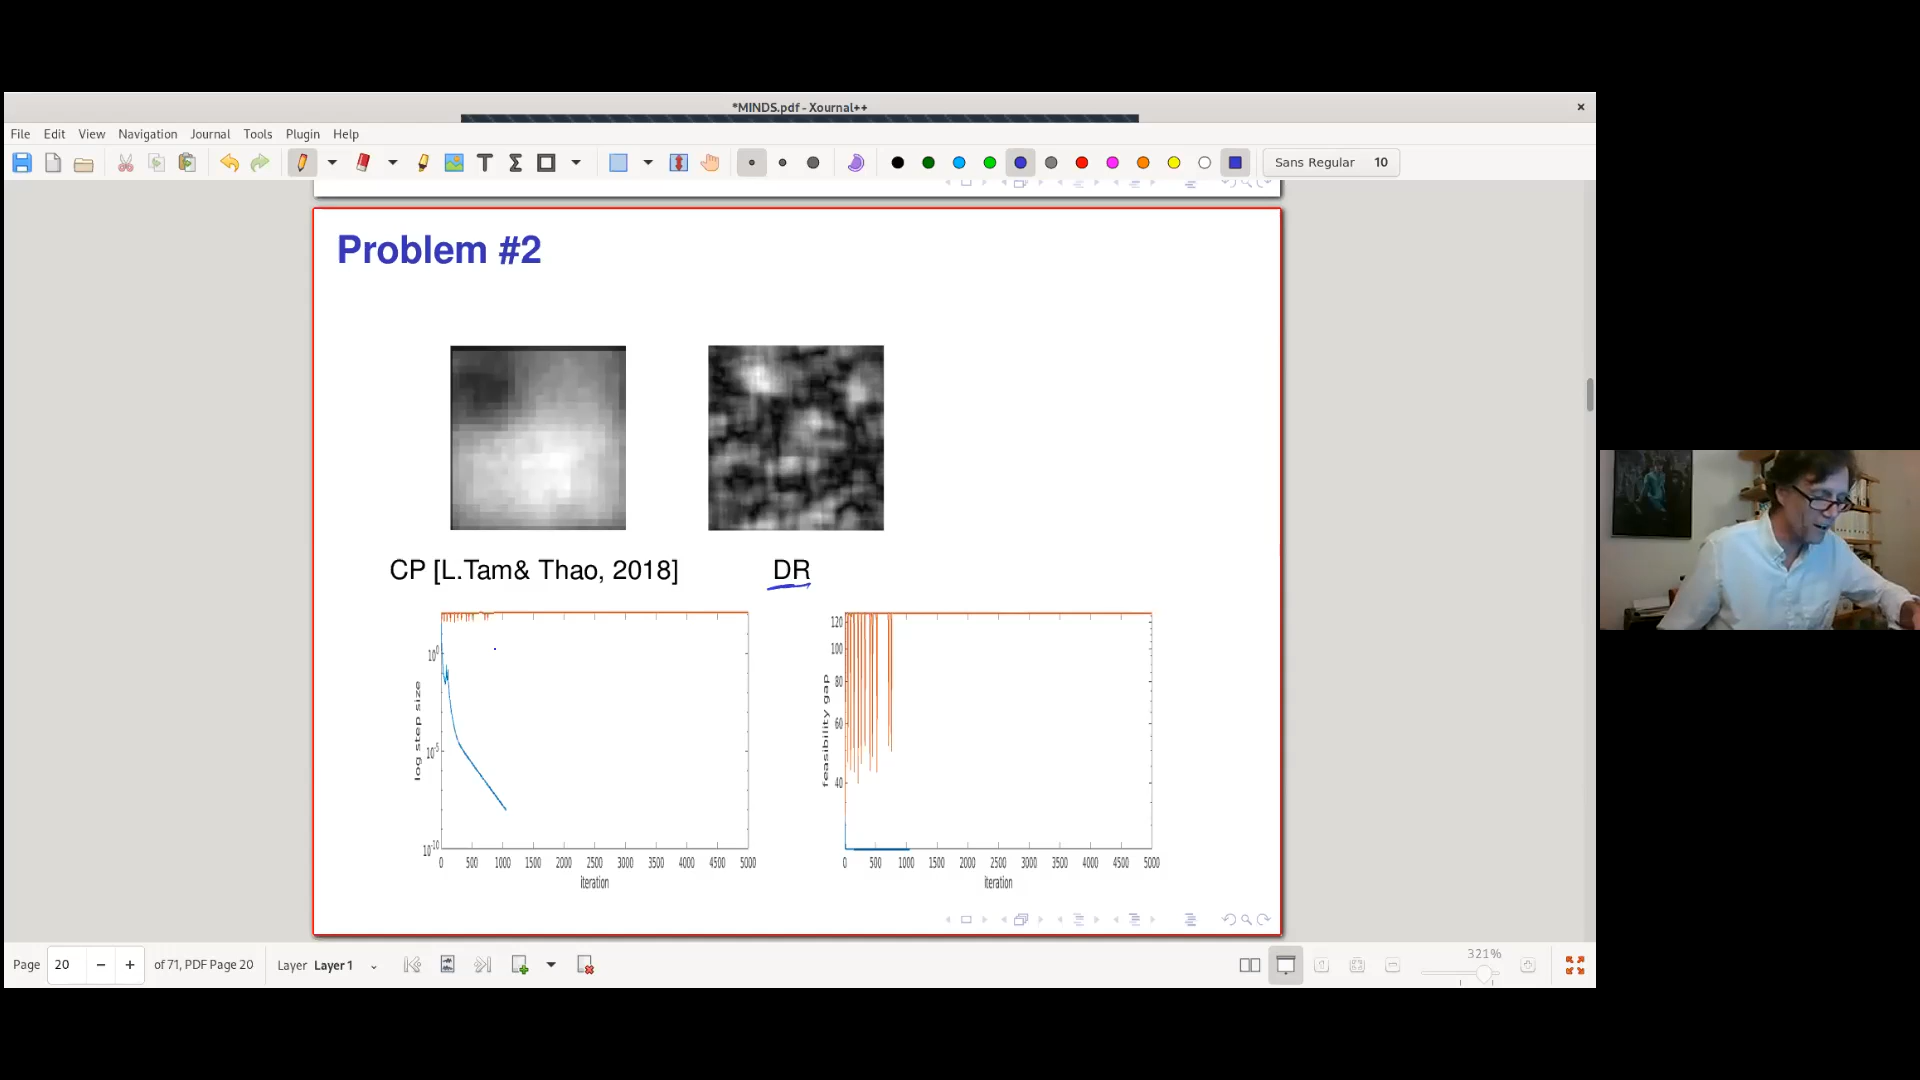 *MINDS.pdf - Xournal++
File Edit View Navigation Journal Tools Plugin Help
Sans Regular 10
Problem #2
CP [L.Tam& Thao, 2018]
DR
log step size
10^0
10^-5
10^-10
0 500 1000 1500 2000 2500 3000 3500 4000 4500 5000
iteration
feasibility gap
120
100
80
60
40
0 500 1000 1500 2000 2500 3000 3500 4000 4500 5000
iteration
Page 20 of 71, PDF Page 20 Layer Layer 1
321%